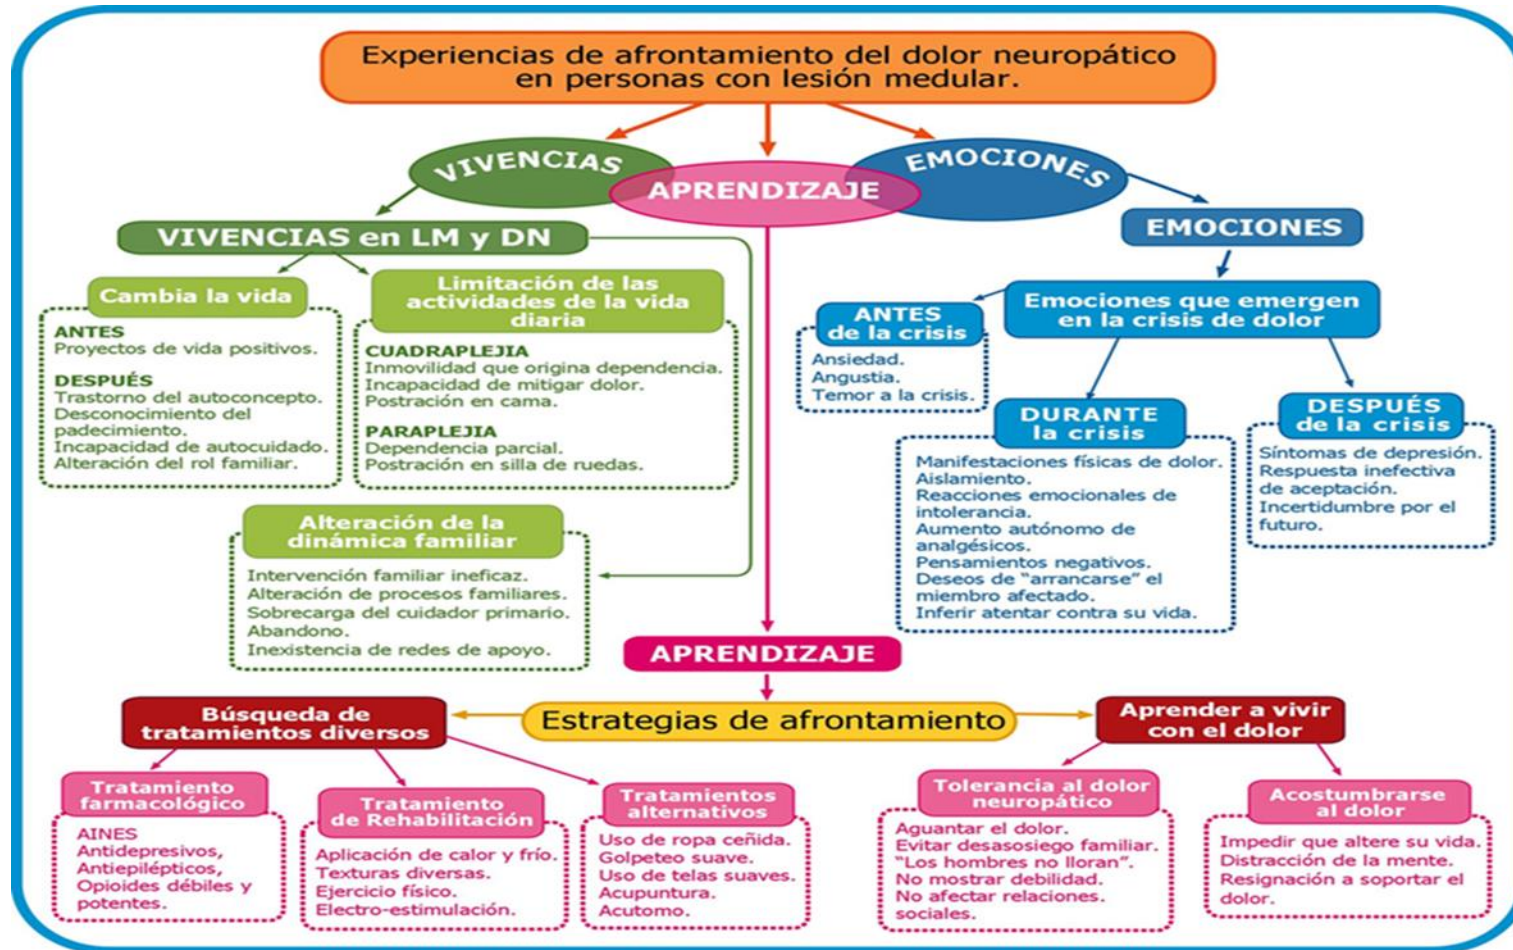 Experiencias de afrontamiento del dolor neuropático
en personas con lesión medular.
VIVENCIAS
APRENDIZAJE
EMOCIONES
VIVENCIAS en LM y DN
Cambia la vida
ANTES
Proyectos de vida positivos.
DESPUÉS
Trastorno del autoconcepto.
Desconocimiento del
padecimiento.
Incapacidad de autocuidado.
Alteración del rol familiar.
Limitación de las
actividades de la vida
diaria
CUADRAPLEJIA
Inmovilidad que origina dependencia.
Incapacidad de mitigar dolor.
Postración en cama.
PARAPLEJIA
Dependencia parcial.
Postración en silla de ruedas.
Alteración de la
dinámica familiar
Intervención familiar ineficaz.
Alteración de procesos familiares.
Sobrecarga del cuidador primario.
Abandono.
Inexistencia de redes de apoyo.
EMOCIONES
Emociones que emergen
en la crisis de dolor
ANTES
de la crisis
Ansiedad.
Angustia.
Temor a la crisis.
DURANTE
la crisis
Manifestaciones físicas de dolor.
Aislamiento.
Reacciones emocionales de
intolerancia.
Aumento autónomo de
analgésicos.
Pensamientos negativos.
Deseos de “arrancarse” el
miembro afectado.
Inferir atentar contra su vida.
DESPUÉS
de la crisis
Síntomas de depresión.
Respuesta inefectiva
de aceptación.
Incertidumbre por el
futuro.
APRENDIZAJE
Estrategias de afrontamiento
Búsqueda de
tratamientos diversos
Tratamiento
farmacológico
AINES
Antidepresivos,
Antiepilépticos,
Opioides débiles y
potentes.
Tratamiento
de Rehabilitación
Aplicación de calor y frío.
Texturas diversas.
Ejercicio físico.
Electro-estimulación.
Tratamientos
alternativos
Uso de ropa ceñida.
Golpeteo suave.
Uso de telas suaves.
Acupuntura.
Acutomo.
Aprender a vivir
con el dolor
Tolerancia al dolor
neuropático
Aguantar el dolor.
Evitar desasosiego familiar.
“Los hombres no lloran”.
No mostrar debilidad.
No afectar relaciones.
sociales.
Acostumbrarse
al dolor
Impedir que altere su vida.
Distracción de la mente.
Resignación a soportar el
dolor.